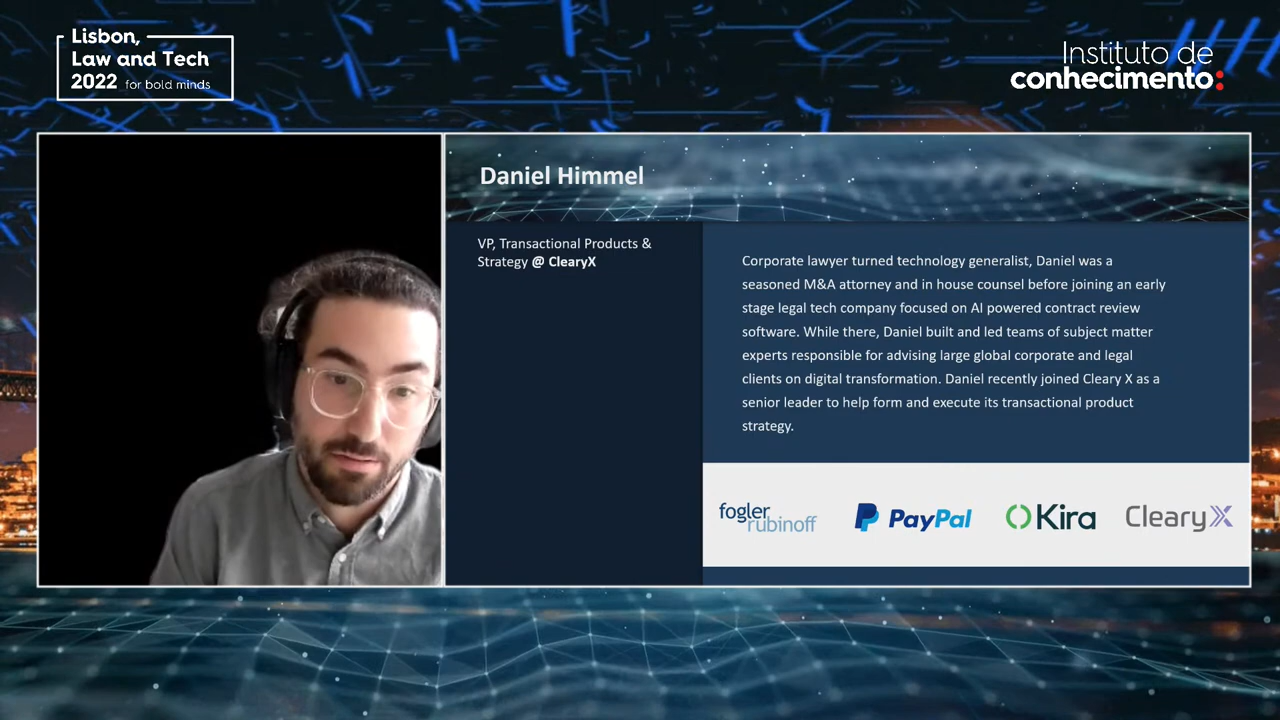 Lisbon,
Law and Tech
2022 for bold minds
Instituto de
conhecimento:
Daniel Himmel
VP, Transactional Products &
Strategy @ ClearyX
Corporate lawyer turned technology generalist, Daniel was a
seasoned M&A attorney and in house counsel before joining an early
stage legal tech company focused on AI powered contract review
software. While there, Daniel built and led teams of subject matter
experts responsible for advising large global corporate and legal
clients on digital transformation. Daniel recently joined Cleary X as a
senior leader to help form and execute its transactional product
strategy.
fogler
rubinoff
PayPal
Kira
ClearyX